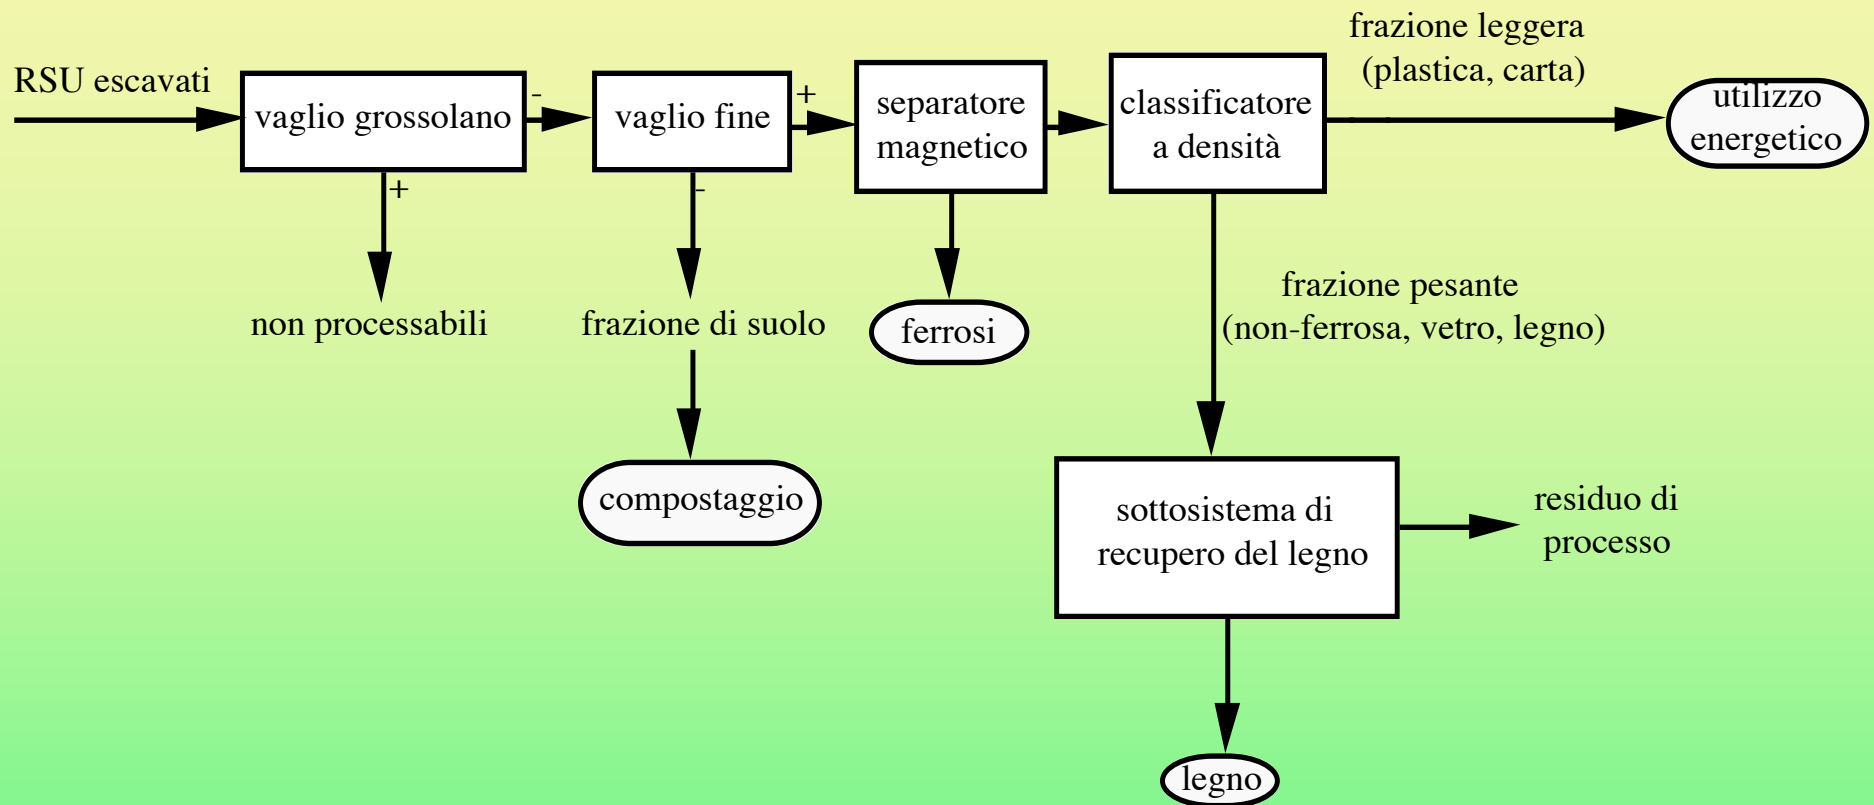 RSU escavati
vaglio grossolano
-
+
non processabili
vaglio fine
+
-
frazione di suolo
compostaggio
separatore
magnetico
ferrosi
classificatore
a densità
frazione leggera
(plastica, carta)
utilizzo
energetico
frazione pesante
(non-ferrosa, vetro, legno)
sottosistema di
recupero del legno
residuo di
processo
legno